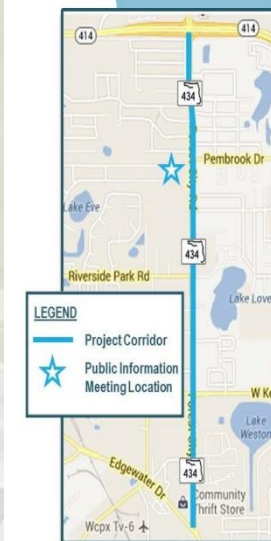 414
414
434
Pembrook Dr
Lake Eve
434
Riverside Park Rd
Lake Love
LEGEND
Project Corridor
Public Information
Meeting Location
W Ke
Lake
Weston
Edgewater Dr
434
Community
Thrift Store
Wcpx Tv-6